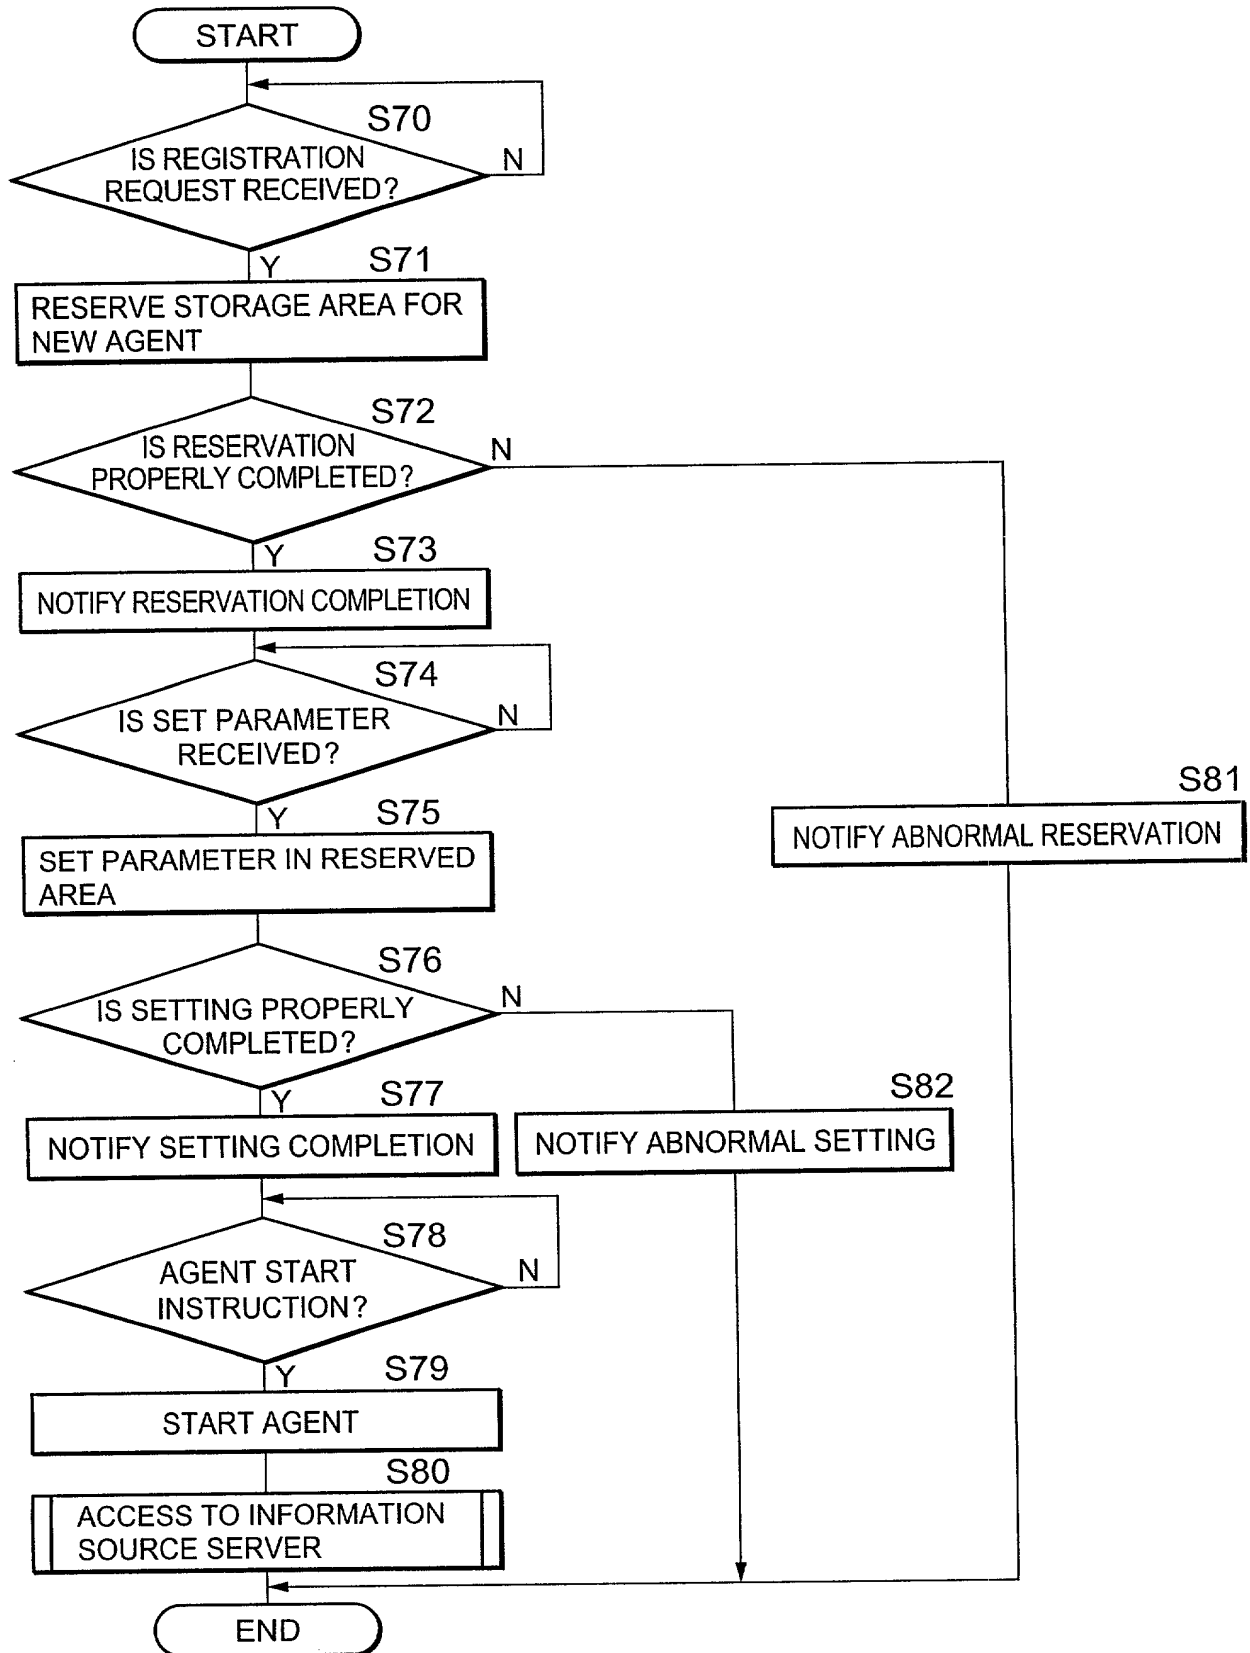 START
S70
IS REGISTRATION
REQUEST RECEIVED?
N
Y
S71
RESERVE STORAGE AREA FOR
NEW AGENT
S72
IS RESERVATION
PROPERLY COMPLETED?
N
Y
S73
NOTIFY RESERVATION COMPLETION
S74
IS SET PARAMETER
RECEIVED?
N
Y
S75
SET PARAMETER IN RESERVED
AREA
S81
NOTIFY ABNORMAL RESERVATION
S76
IS SETTING PROPERLY
COMPLETED?
N
Y
S77
NOTIFY SETTING COMPLETION
S82
NOTIFY ABNORMAL SETTING
S78
AGENT START
INSTRUCTION?
N
Y
S79
START AGENT
S80
ACCESS TO INFORMATION
SOURCE SERVER
END